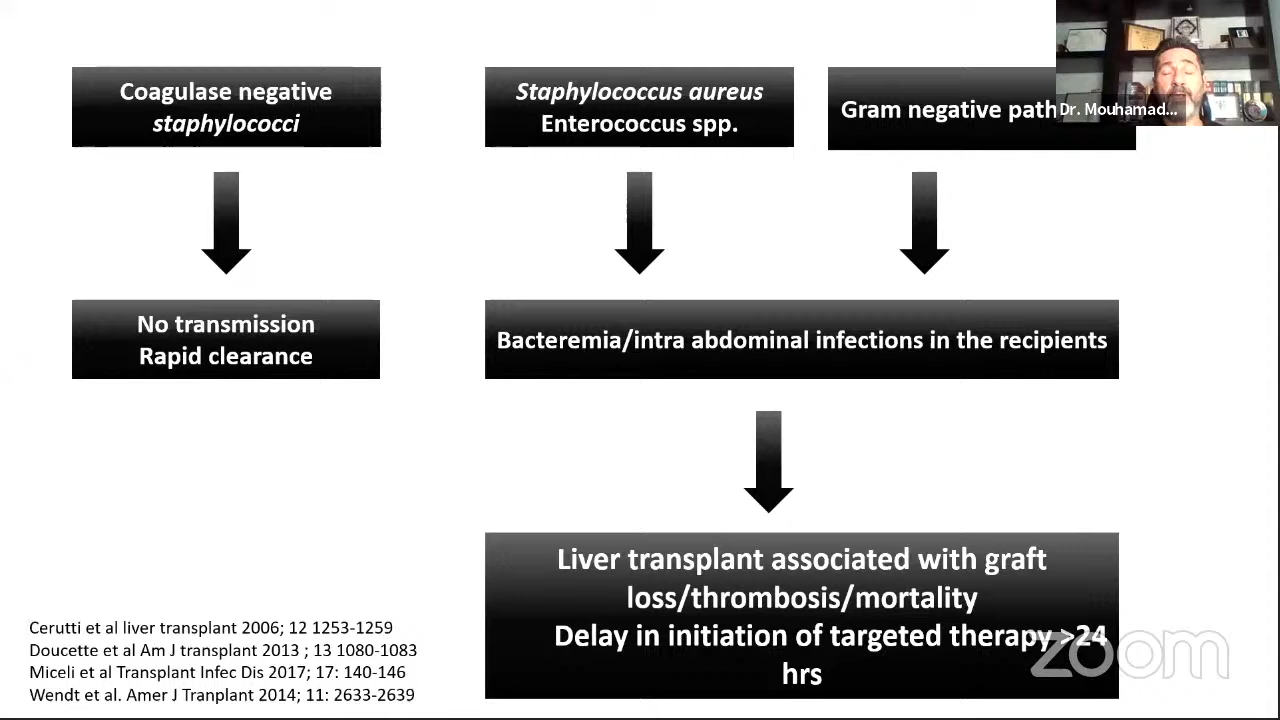 Coagulase negative
staphylococci
Staphylococcus aureus
Enterococcus spp.
Gram negative path
Dr. Mouhamad...
No transmission
Rapid clearance
Bacteremia/intra abdominal infections in the recipients
Liver transplant associated with graft
loss/thrombosis/mortality
Delay in initiation of targeted therapy >24
hrs
Cerutti et al liver transplant 2006; 12 1253-1259
Doucette et al Am J transplant 2013 ; 13 1080-1083
Miceli et al Transplant Infec Dis 2017; 17: 140-146
Wendt et al. Amer J Tranplant 2014; 11: 2633-2639
zoom